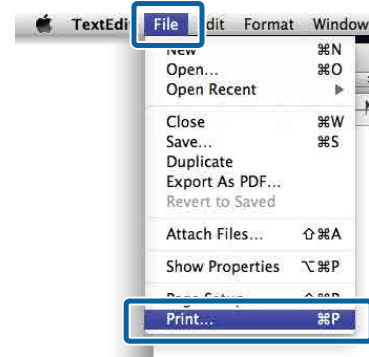 TextEdi File dit Format Window
New ⌘N
Open... ⌘O
Open Recent ▶
Close ⌘W
Save... ⌘S
Duplicate
Export As PDF...
Revert to Saved
Attach Files... ⇧⌘A
Show Properties ⌥⌘P
Print... ⌘P